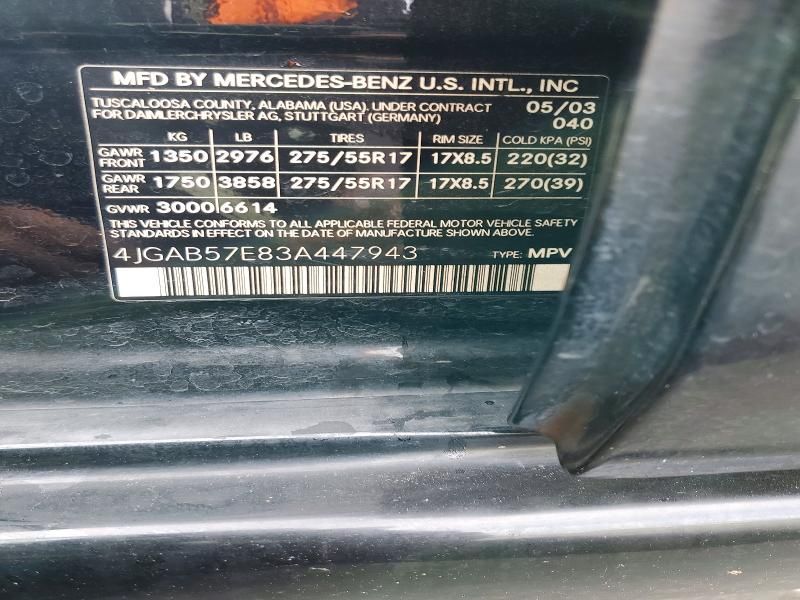 MFD BY MERCEDES-BENZ U.S. INTL., INC
TUSCALOOSA COUNTY, ALABAMA (USA). UNDER CONTRACT 05/03
FOR DAIMLERCHRYSLER AG, STUTTGART (GERMANY) 040
KG LB TIRES RIM SIZE COLD KPA (PSI)
GAWR FRONT 1350 2976 275/55R17 17X8.5 220(32)
GAWR REAR 1750 3858 275/55R17 17X8.5 270(39)
GVWR 3000 6614
THIS VEHICLE CONFORMS TO ALL APPLICABLE FEDERAL MOTOR VEHICLE SAFETY
STANDARDS IN EFFECT ON THE DATE OF MANUFACTURE SHOWN ABOVE.
4JGAB57E83A447943 TYPE: MPV